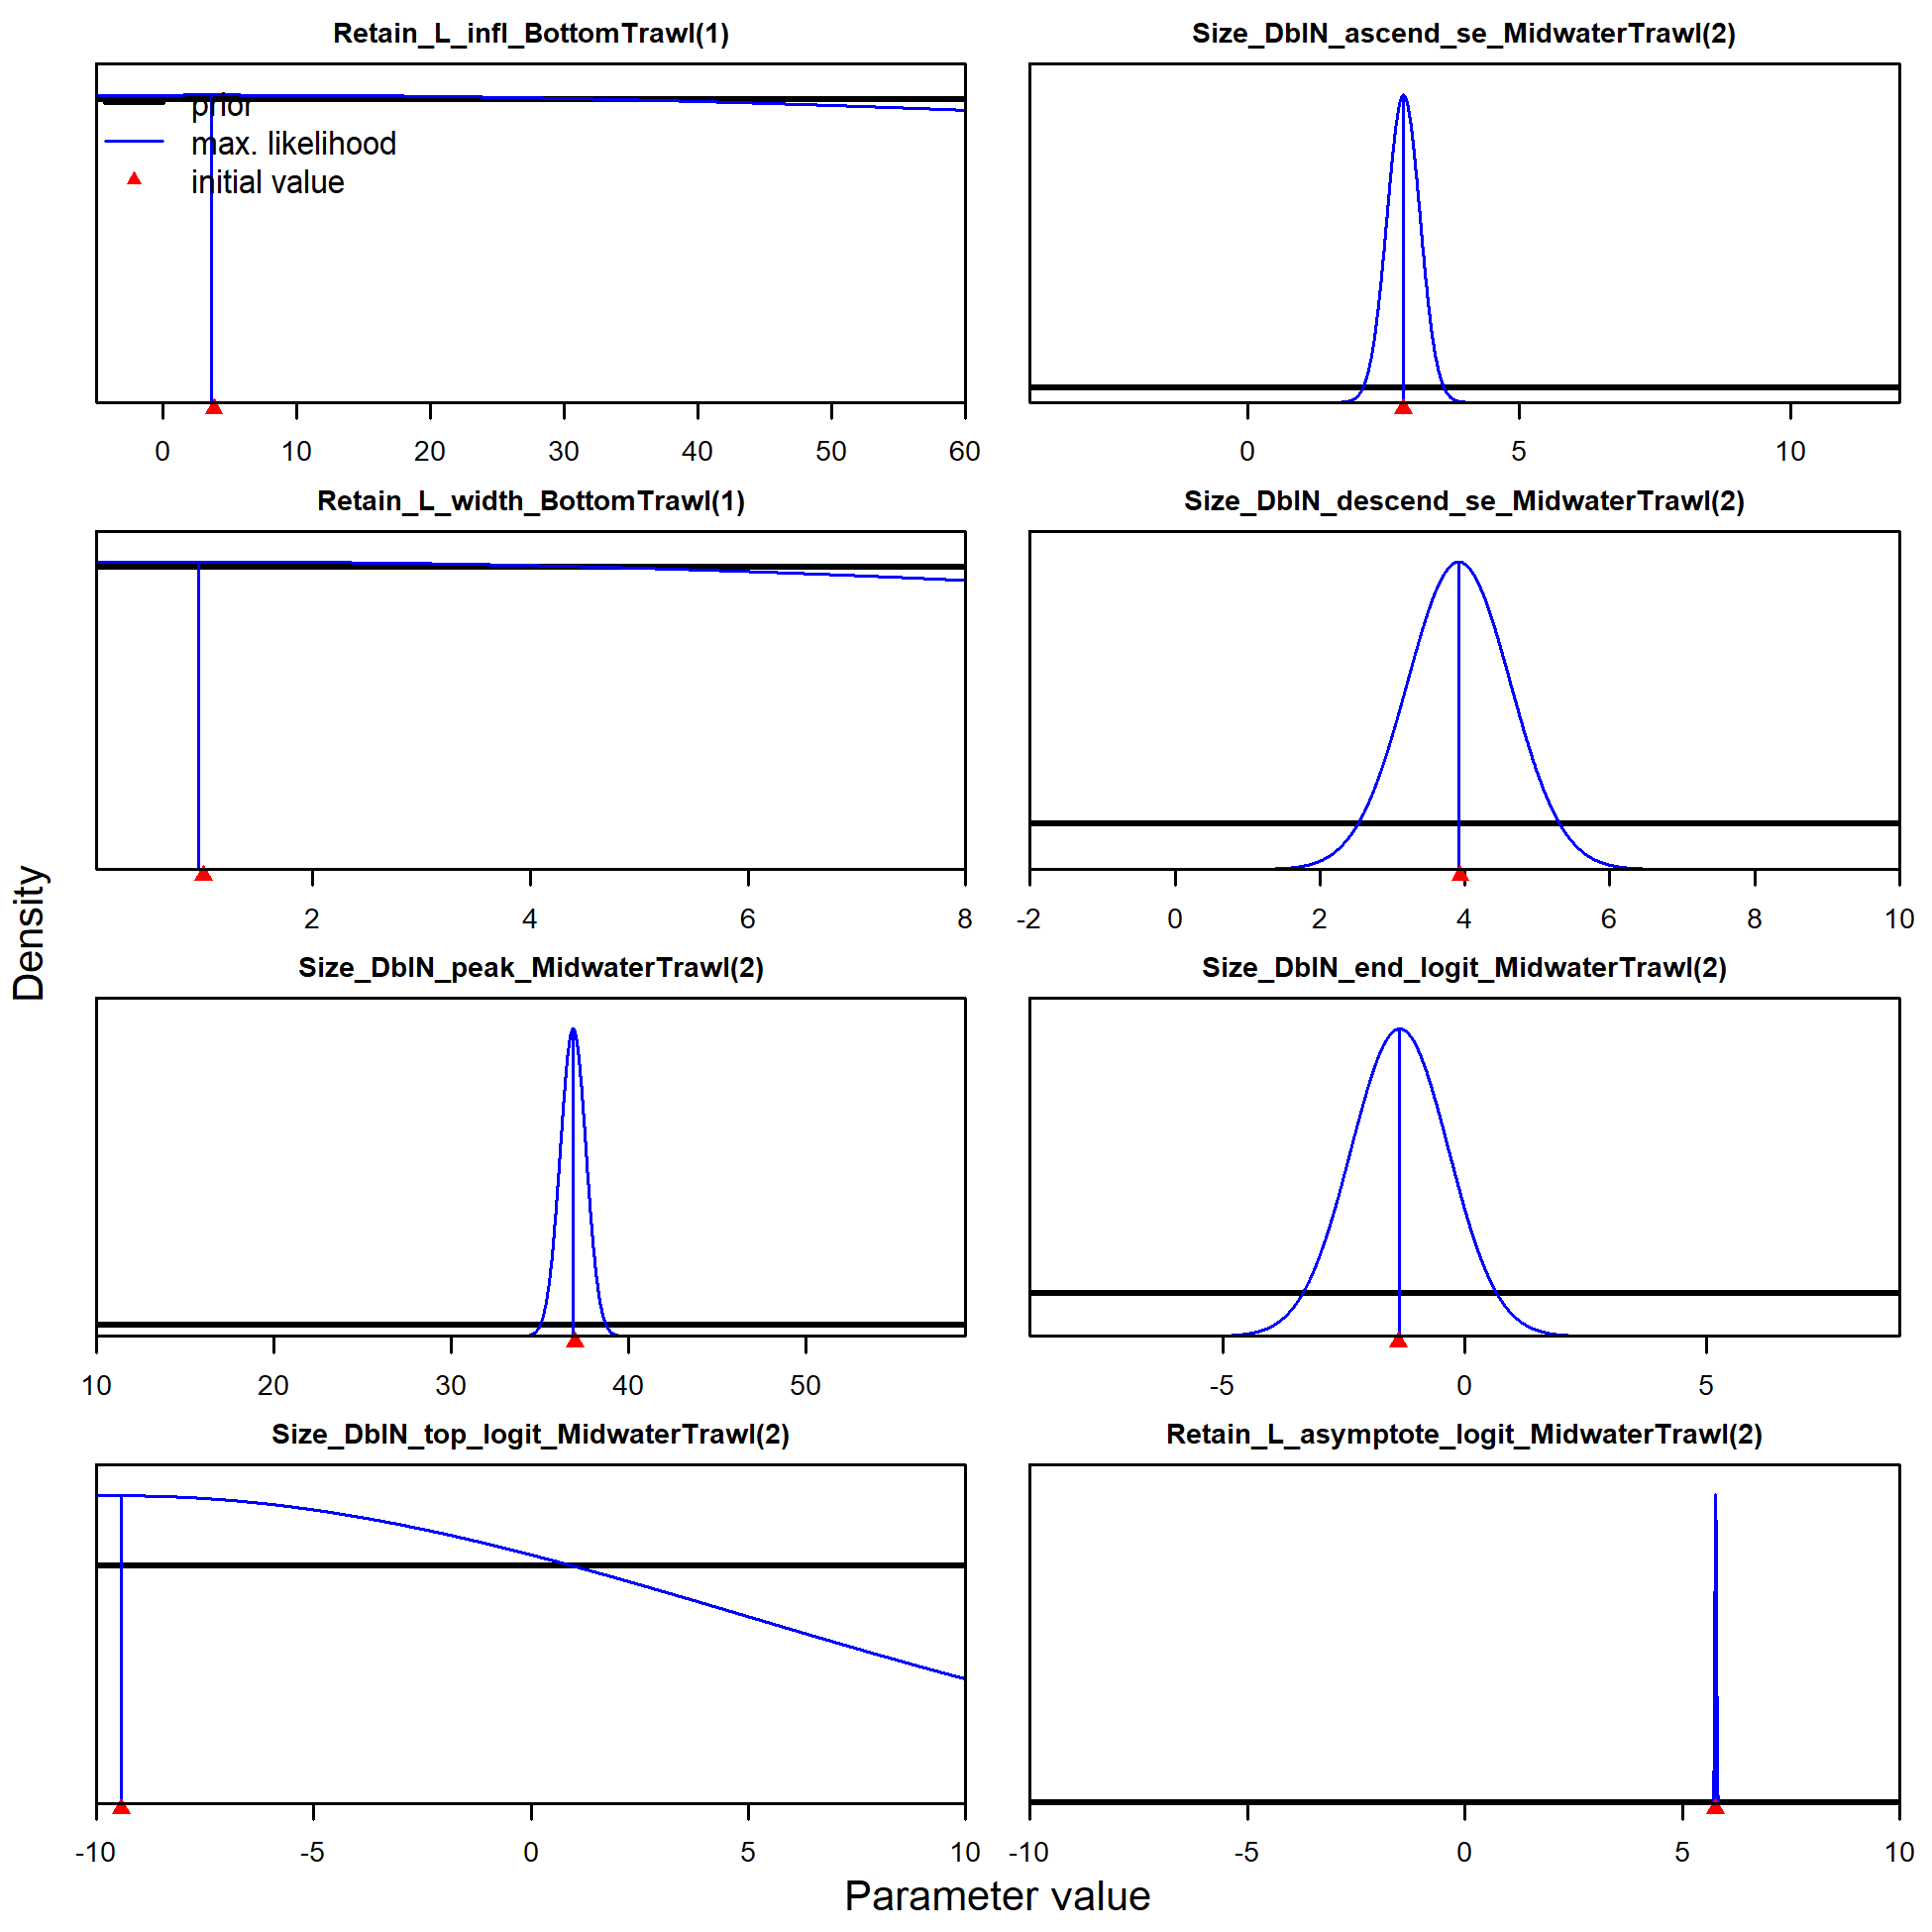 Retain_L_infl_BottomTrawl(1)
prior
max. likelihood
initial value
0 10 20 30 40 50 60
Size_DblN_ascend_se_MidwaterTrawl(2)
0 5 10
Retain_L_width_BottomTrawl(1)
2 4 6 8
Size_DblN_descend_se_MidwaterTrawl(2)
-2 0 2 4 6 8 10
Size_DblN_peak_MidwaterTrawl(2)
10 20 30 40 50
Size_DblN_end_logit_MidwaterTrawl(2)
-5 0 5
Size_DblN_top_logit_MidwaterTrawl(2)
-10 -5 0 5 10
Retain_L_asymptote_logit_MidwaterTrawl(2)
-10 -5 0 5 10
Density
Parameter value